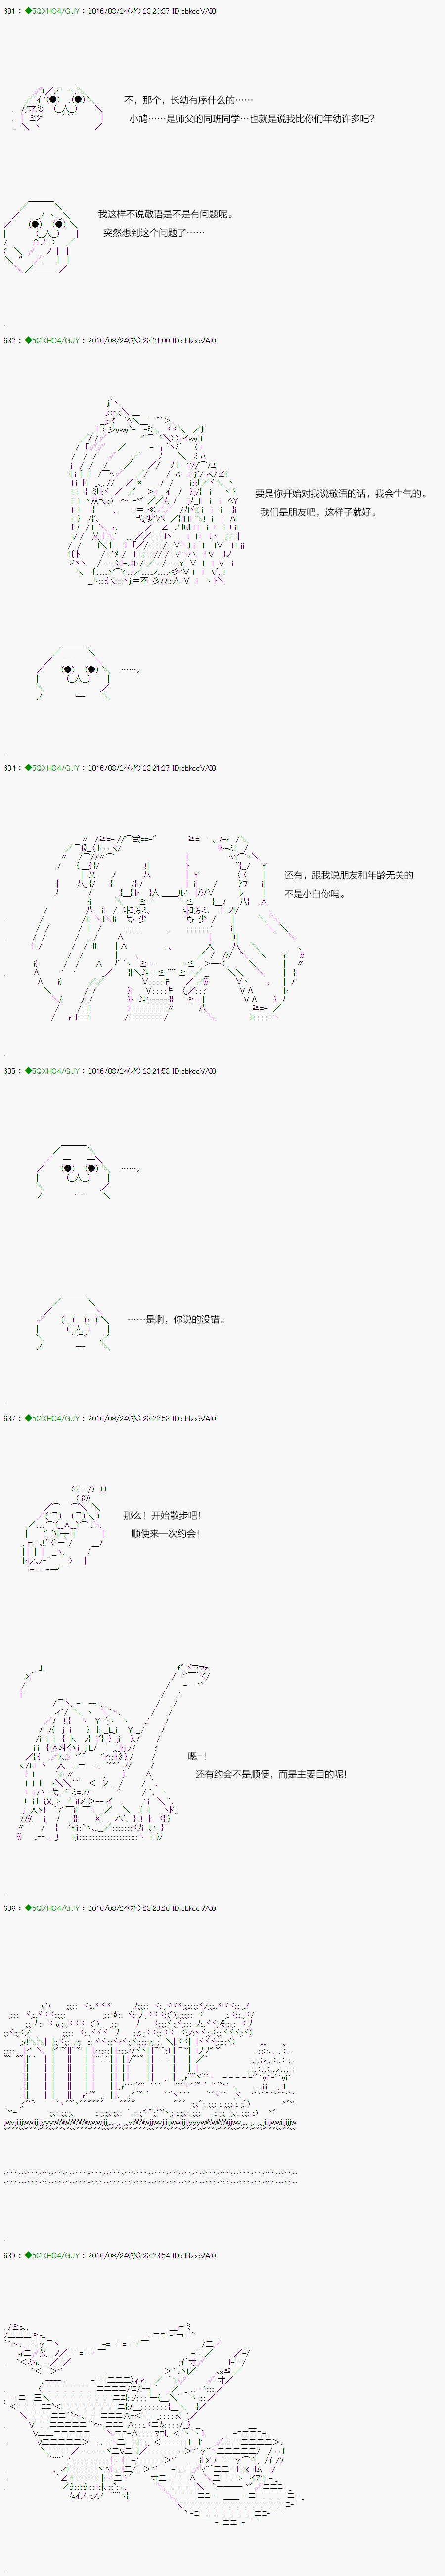 631 : ◆5QXHO4/GJY : 2016/08/24(水) 23:20:37 ID:cbkccVAI0
不，那个，长幼有序什么的……
小鸠……是师父的同班同学…也就是说我比你们年幼许多吧？
我这样不说敬语是不是有问题呢。
突然想到这个问题了……
632 : ◆5QXHO4/GJY : 2016/08/24(水) 23:21:00 ID:cbkccVAI0
要是你开始对我说敬语的话，我会生气的。
我们是朋友吧，这样子就好。
……。
634 : ◆5QXHO4/GJY : 2016/08/24(水) 23:21:27 ID:cbkccVAI0
还有，跟我说朋友和年龄无关的
不是小白你吗。
635 : ◆5QXHO4/GJY : 2016/08/24(水) 23:21:53 ID:cbkccVAI0
……。
……是啊，你说的没错。
637 : ◆5QXHO4/GJY : 2016/08/24(水) 23:22:53 ID:cbkccVAI0
那么！开始散步吧！
顺便来一次约会！
嗯-！
还有约会不是顺便，而是主要目的呢！
638 : ◆5QXHO4/GJY : 2016/08/24(水) 23:23:26 ID:cbkccVAI0
639 : ◆5QXHO4/GJY : 2016/08/24(水) 23:23:54 ID:cbkccVAI0